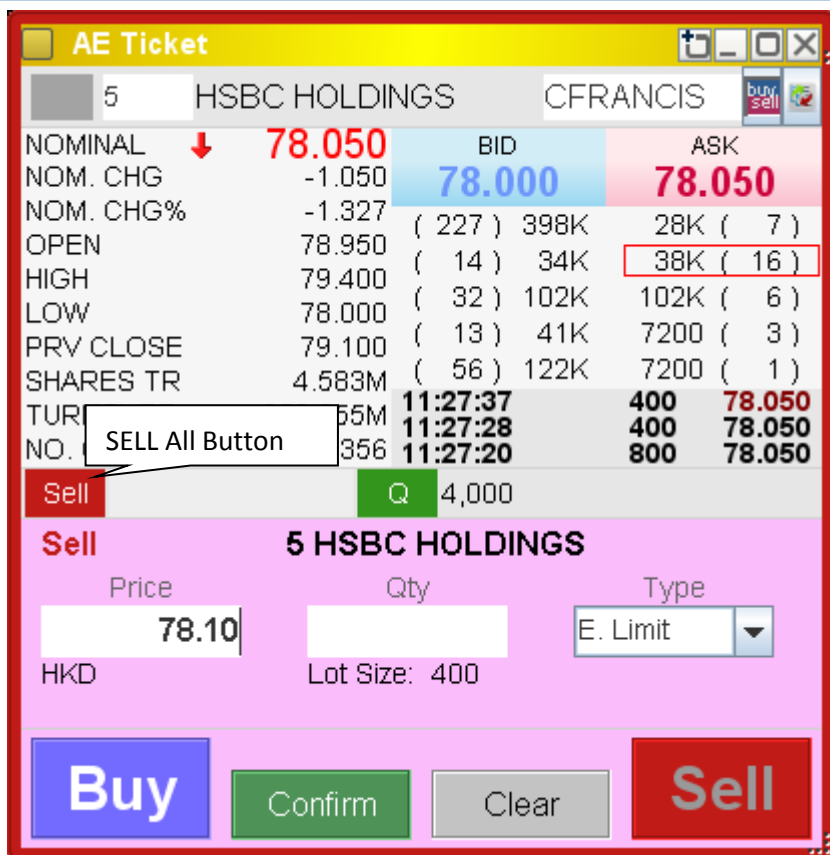 AE Ticket
5 HSBC HOLDINGS CFRANCIS buy sell
NOMINAL 78.050 BID ASK
NOM. CHG -1.050 78.000 78.050
NOM. CHG% -1.327 ( 227 ) 398K 28K ( 7 )
OPEN 78.950 ( 14 ) 34K 38K ( 16 )
HIGH 79.400 ( 32 ) 102K 102K ( 6 )
LOW 78.000 ( 13 ) 41K 7200 ( 3 )
PRV CLOSE 79.100 ( 56 ) 122K 7200 ( 1 )
SHARES TR 4.583M 11:27:37 400 78.050
11:27:28 400 78.050
NO. 356 11:27:20 800 78.050
SELL All Button
Sell Q 4,000
Sell 5 HSBC HOLDINGS
Price Qty Type
78.10 E. Limit
HKD Lot Size: 400
Buy Confirm Clear Sell